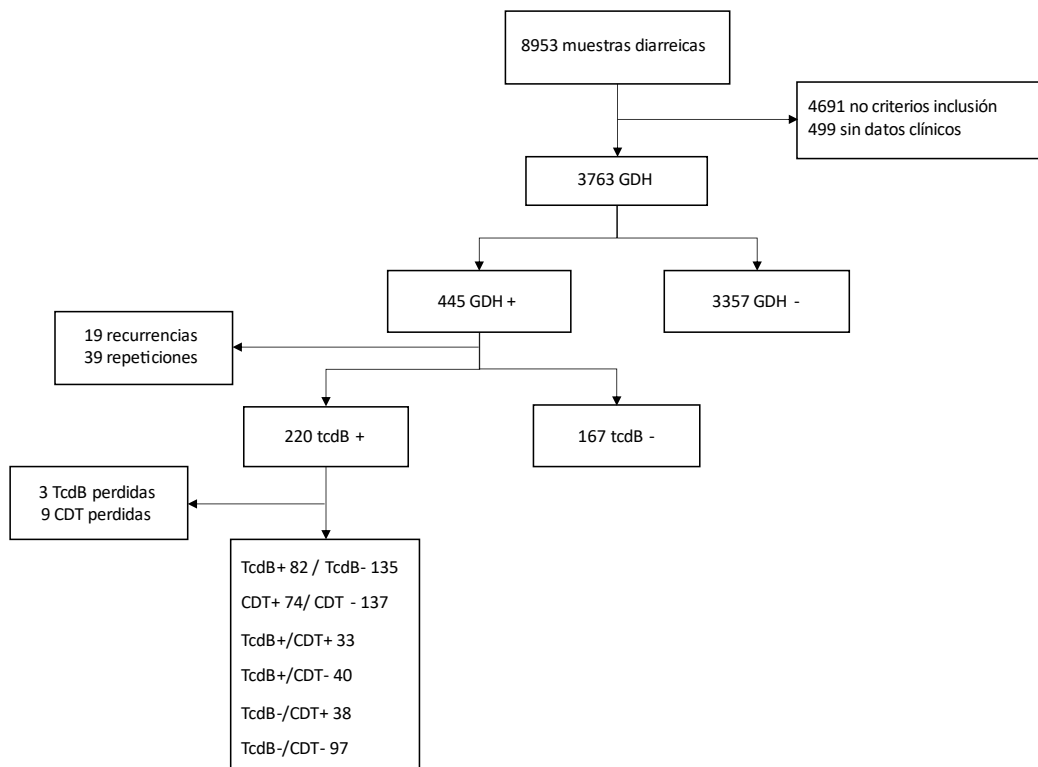 8953 muestras diarreicas
4691 no criterios inclusión
499 sin datos clínicos
3763 GDH
445 GDH +
3357 GDH -
19 recurrencias
39 repeticiones
220 tcdB +
167 tcdB -
3 TcdB perdidas
9 CDT perdidas
TcdB+ 82 / TcdB- 135
CDT+ 74/ CDT - 137
TcdB+/CDT+ 33
TcdB+/CDT- 40
TcdB-/CDT+ 38
TcdB-/CDT- 97